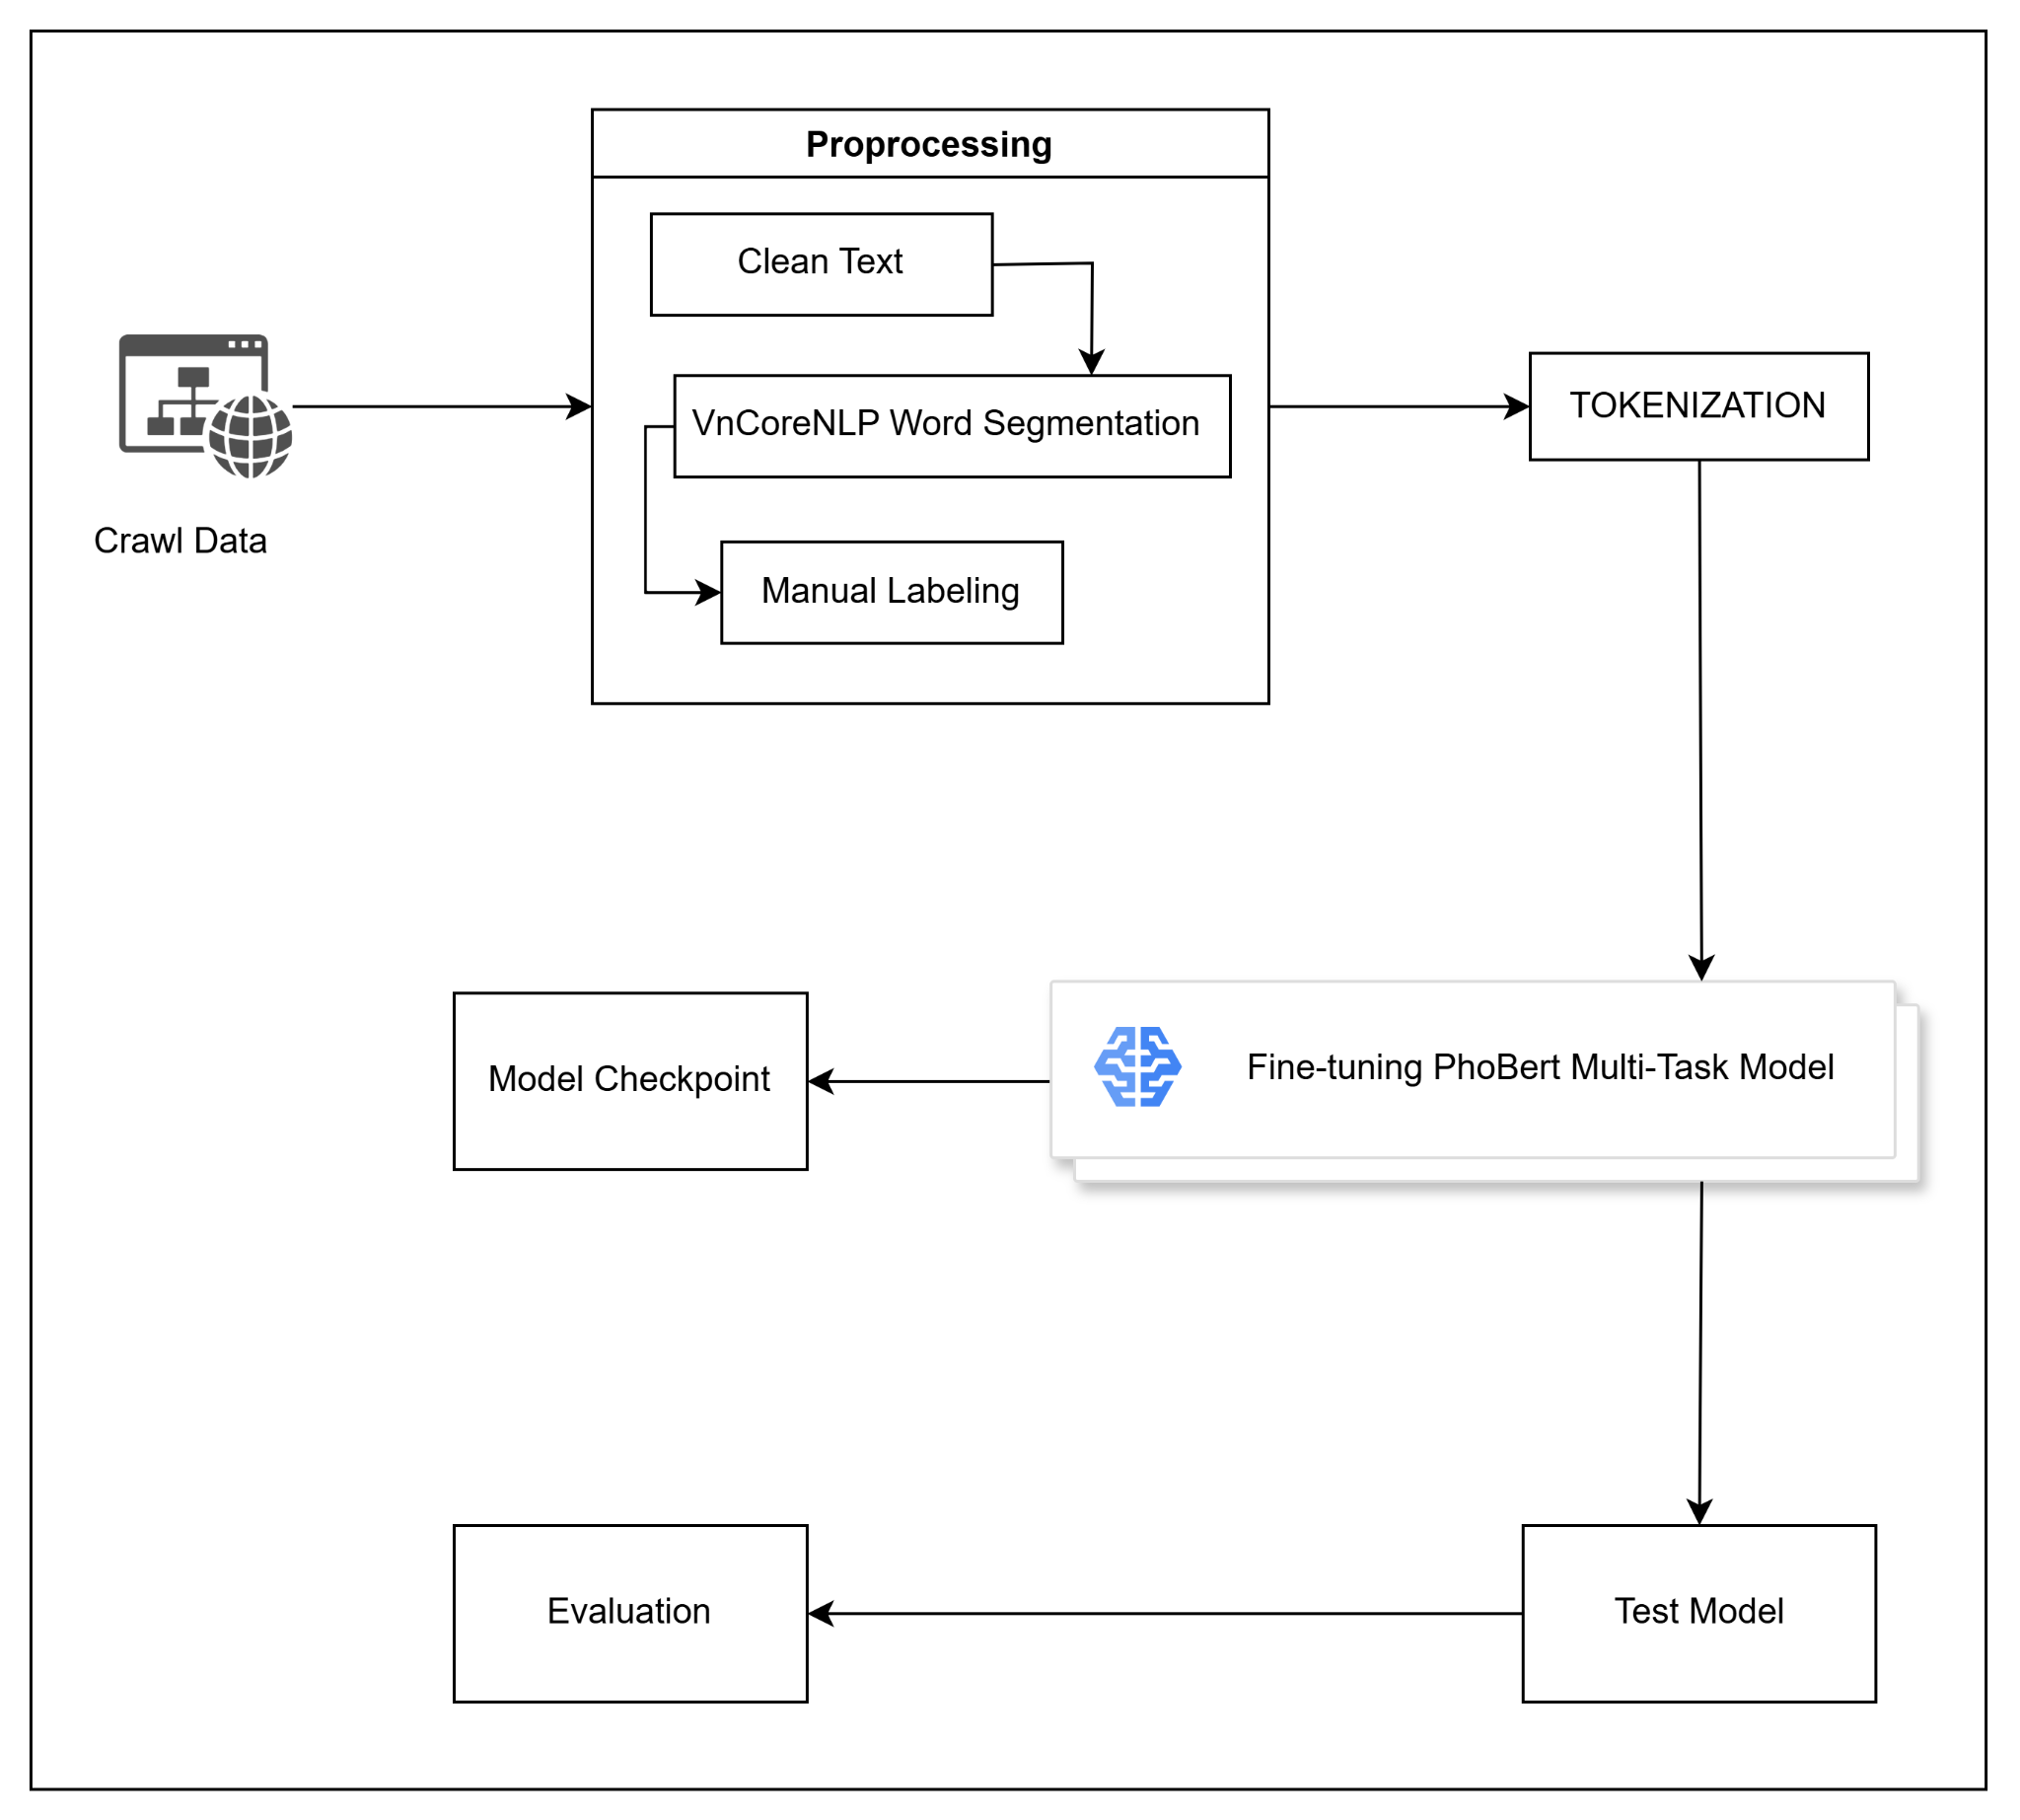 Proprocessing
Clean Text
VnCoreNLP Word Segmentation
Manual Labeling
Crawl Data
TOKENIZATION
Fine-tuning PhoBert Multi-Task Model
Model Checkpoint
Test Model
Evaluation